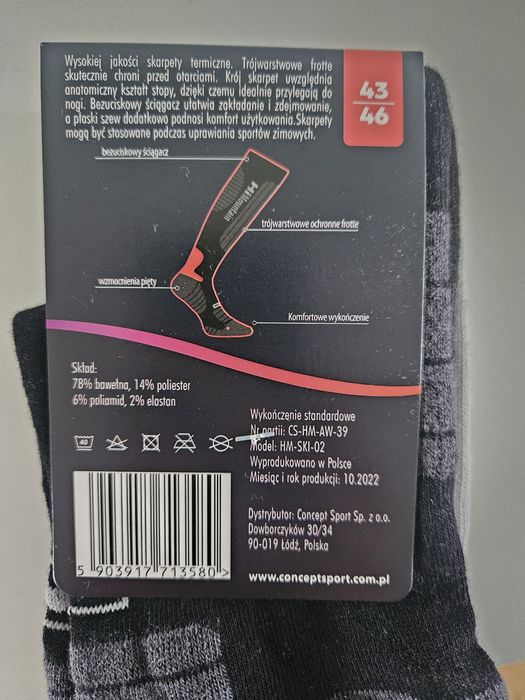 Wysokiej jakości skarpety termiczne. Trójwarstwowe frotte
skutecznie chroni przed otarciami. Krój skarpet uwzględnia
anatomiczny kształt stopy, dzięki czemu idealnie przylegają do
nogi. Bezuciskowy ściągacz ułatwia zakładanie i zdejmowanie,
a płaski szew dodatkowo podnosi komfort użytkowania.Skarpety
mogą być stosowane podczas uprawiania sportów zimowych.
43
46
bezuciskowy ściągacz
HiMountain
trójwarstwowe ochronne frotte
wzmocnienia pięty
Komfortowe wykończenie
Skład:
78% bawełna, 14% poliester
6% poliamid, 2% elastan
40
Wykończenie standardowe
Nr partii: CS-HM-AW-39
Model: HM-SKI-02
Wyprodukowano w Polsce
Miesiąc i rok produkcji: 10.2022
Dystrybutor: Concept Sport Sp. z o.o.
Dowborczyków 30/34
90-019 Łódź, Polska
www.conceptsport.com.pl
5 903917 713580 >